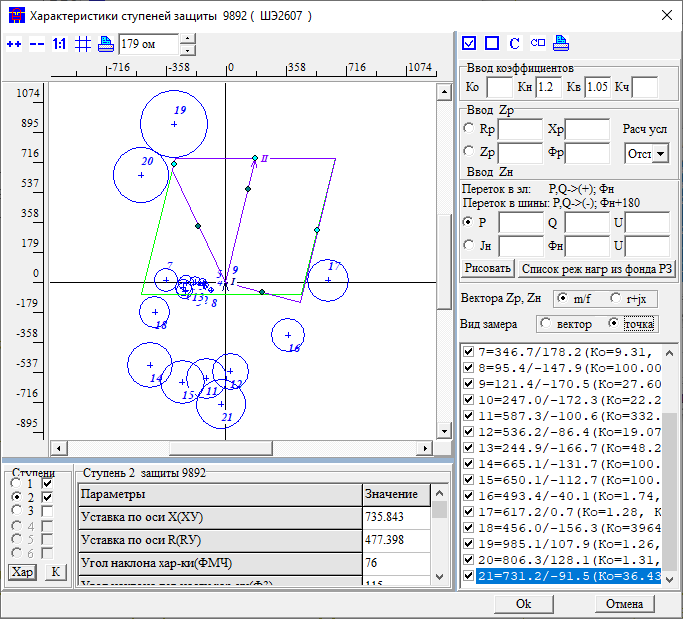 Характеристики ступеней защиты 9892 ( ШЭ2607 )
++ -- 1:1 179 ом
C
-716 -358 0 358 716 1074
1074
895
716
537
358
179
0
-179
-358
-537
-716
-895
19
20
II
7
9
I
17
8
18
16
14
15
11
12
21
Ввод коэффициентов
Ко Кн 1.2 Кв 1.05 Кч
Ввод Zр
Rр Xр Расч усл
Zр Фр Отст
Ввод Zн
Переток в эл: P,Q->(+); Фн
Переток в шины: P,Q->(-); Фн+180
P Q U
Jн Фн U
Рисовать Список реж нагр из фонда РЗ
Вектора Zр, Zн m/f r+jx
Вид замера вектор точка
7=346.7/178.2(Ко=9.31,
8=95.4/-147.9(Ко=100.00
9=121.4/-170.5(Ко=27.60
10=247.0/-172.3(Ко=22.2
11=587.3/-100.6(Ко=332.
12=536.2/-86.4(Ко=19.07
13=244.9/-166.7(Ко=48.2
14=665.1/-131.7(Ко=100.
15=650.1/-112.7(Ко=100.
16=493.4/-40.1(Ко=1.74,
17=617.2/0.7(Ко=1.28, К
18=456.0/-156.3(Ко=3964
19=985.1/107.9(Ко=1.26,
20=806.3/128.1(Ко=1.31,
21=731.2/-91.5(Ко=36.43
Ступени
1
2
3
4
5
6
Хар К
Ступень 2 защиты 9892
Параметры Значение
Уставка по оси X(ХУ) 735.843
Уставка по оси R(RУ) 477.398
Угол наклона хар-ки(ФМЧ) 76
115
Ok Отмена